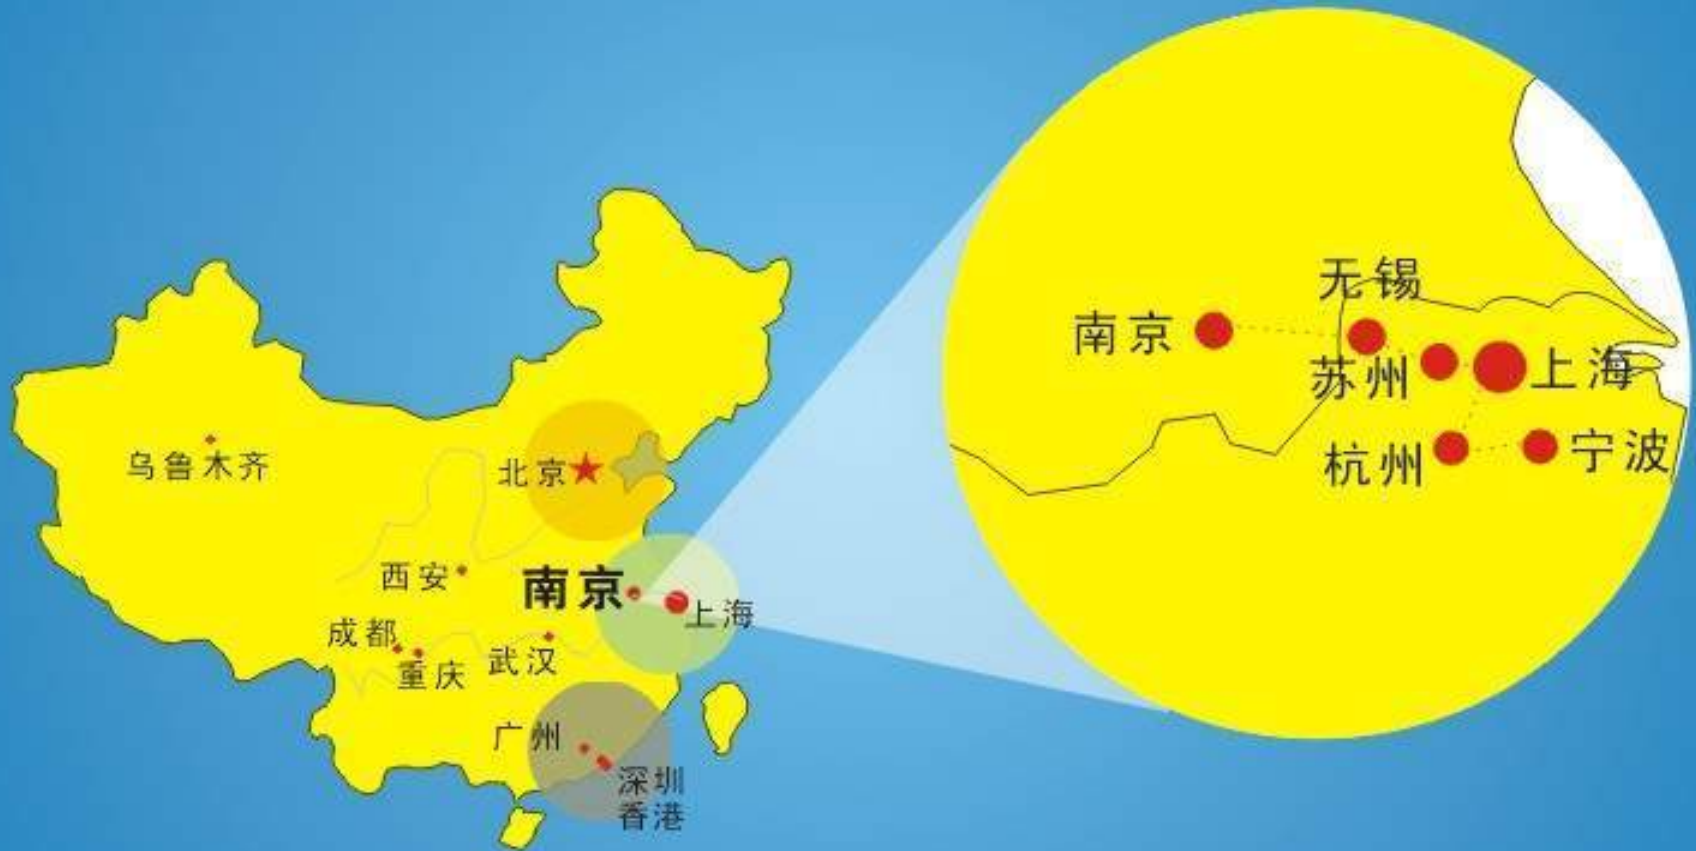 乌鲁木齐
北京
西安
南京
上海
成都
重庆
武汉
广州
深圳
香港
无锡
南京
苏州
上海
杭州
宁波